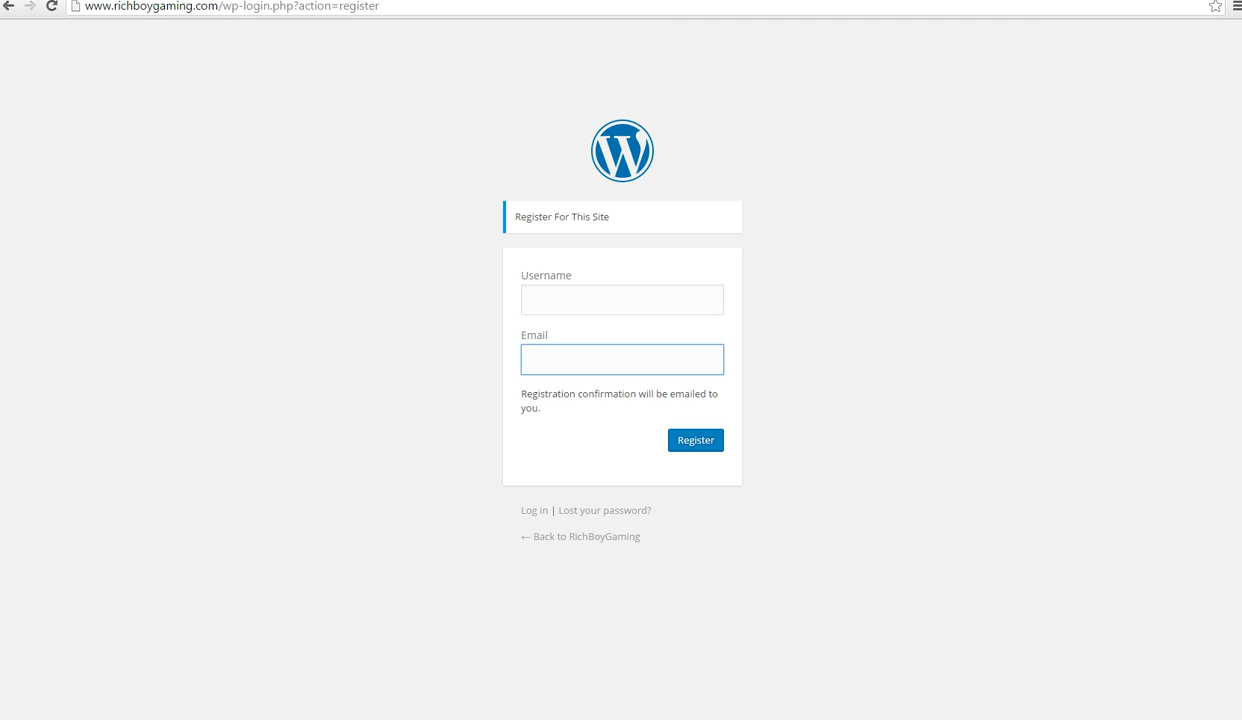 www.richboygaming.com/wp-login.php?action=register
Register For This Site
Username
Email
Registration confirmation will be emailed to
you.
Register
Log in | Lost your password?
← Back to RichBoyGaming